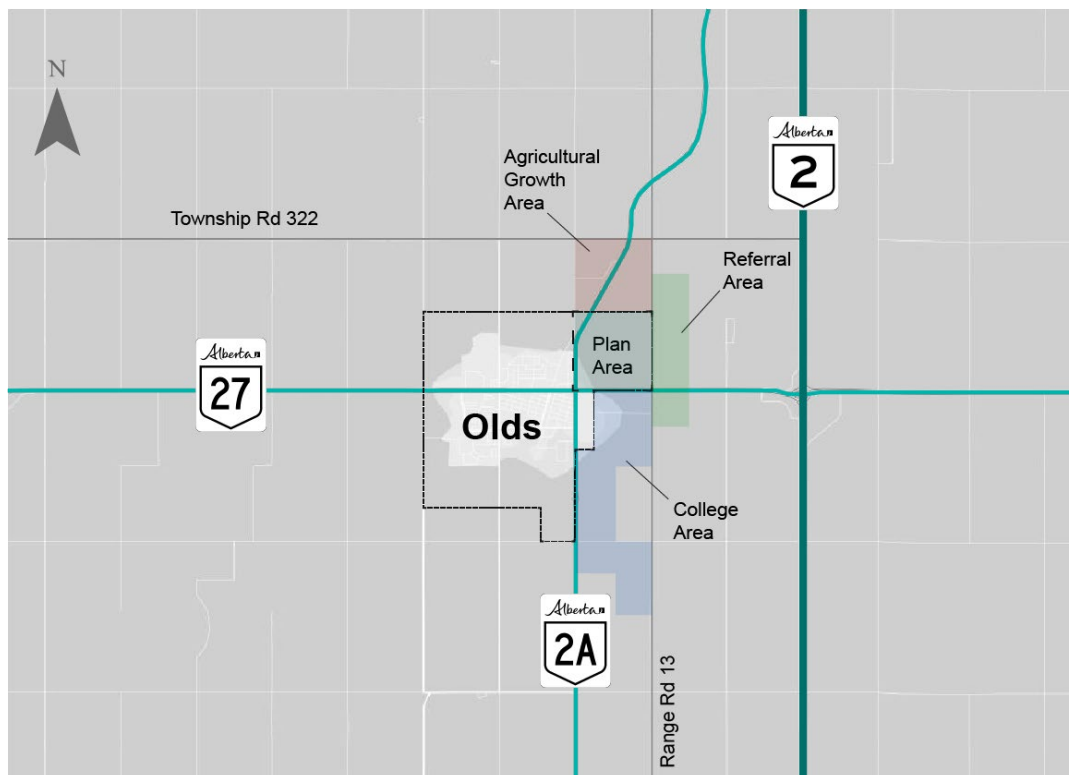 N
Alberta
2
Agricultural
Growth
Area
Township Rd 322
Referral
Area
Plan
Area
Alberta
27
Olds
College
Area
Alberta
2A
Range Rd 13